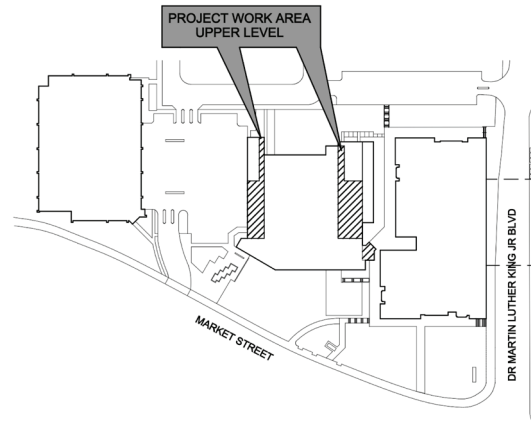 PROJECT WORK AREA
UPPER LEVEL
MARKET STREET
DR MARTIN LUTHER KING JR BLVD